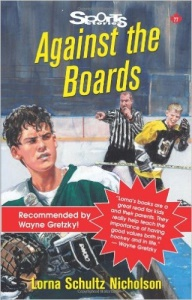 SPORTS
STORIES
77
Against the
Boards
"Lorna's books are a
great read for kids
and their parents. They
really help teach the
importance of having
good values both in
hockey and in life."
— Wayne Gretzky
Recommended by
Wayne Gretzky!
Lorna Schultz Nicholson